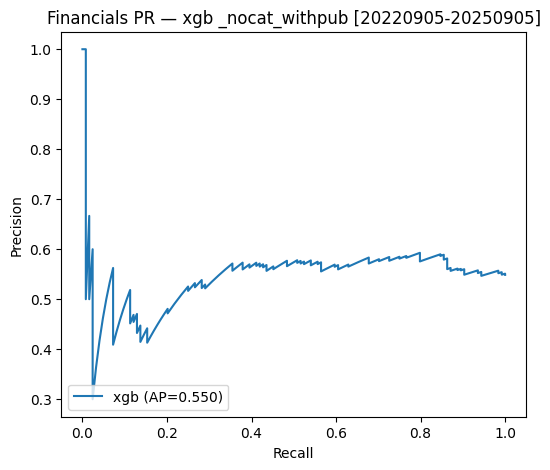 Financials PR — xgb _nocat_withpub [20220905-20250905]
1.0
0.9
0.8
0.7
0.6
0.5
0.4
0.3
Precision
xgb (AP=0.550)
0.0 0.2 0.4 0.6 0.8 1.0
Recall